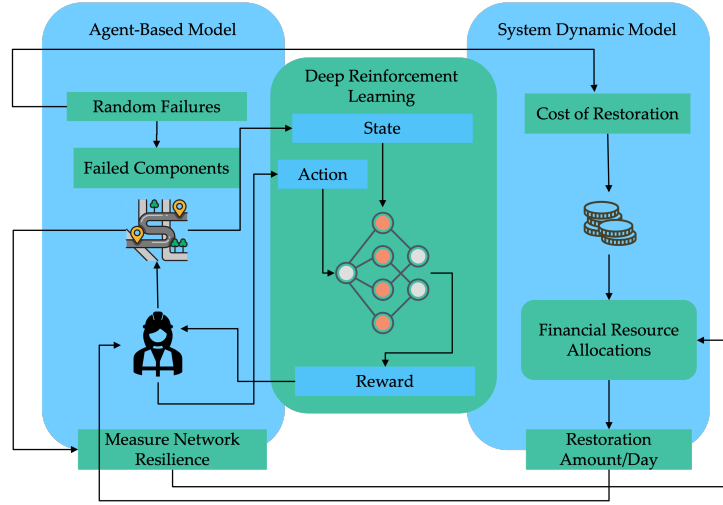 Agent-Based Model
System Dynamic Model
Deep Reinforcement
Learning
Random Failures
Cost of Restoration
State
Failed Components
Action
Financial Resource
Allocations
Reward
Measure Network
Resilience
Restoration
Amount/Day